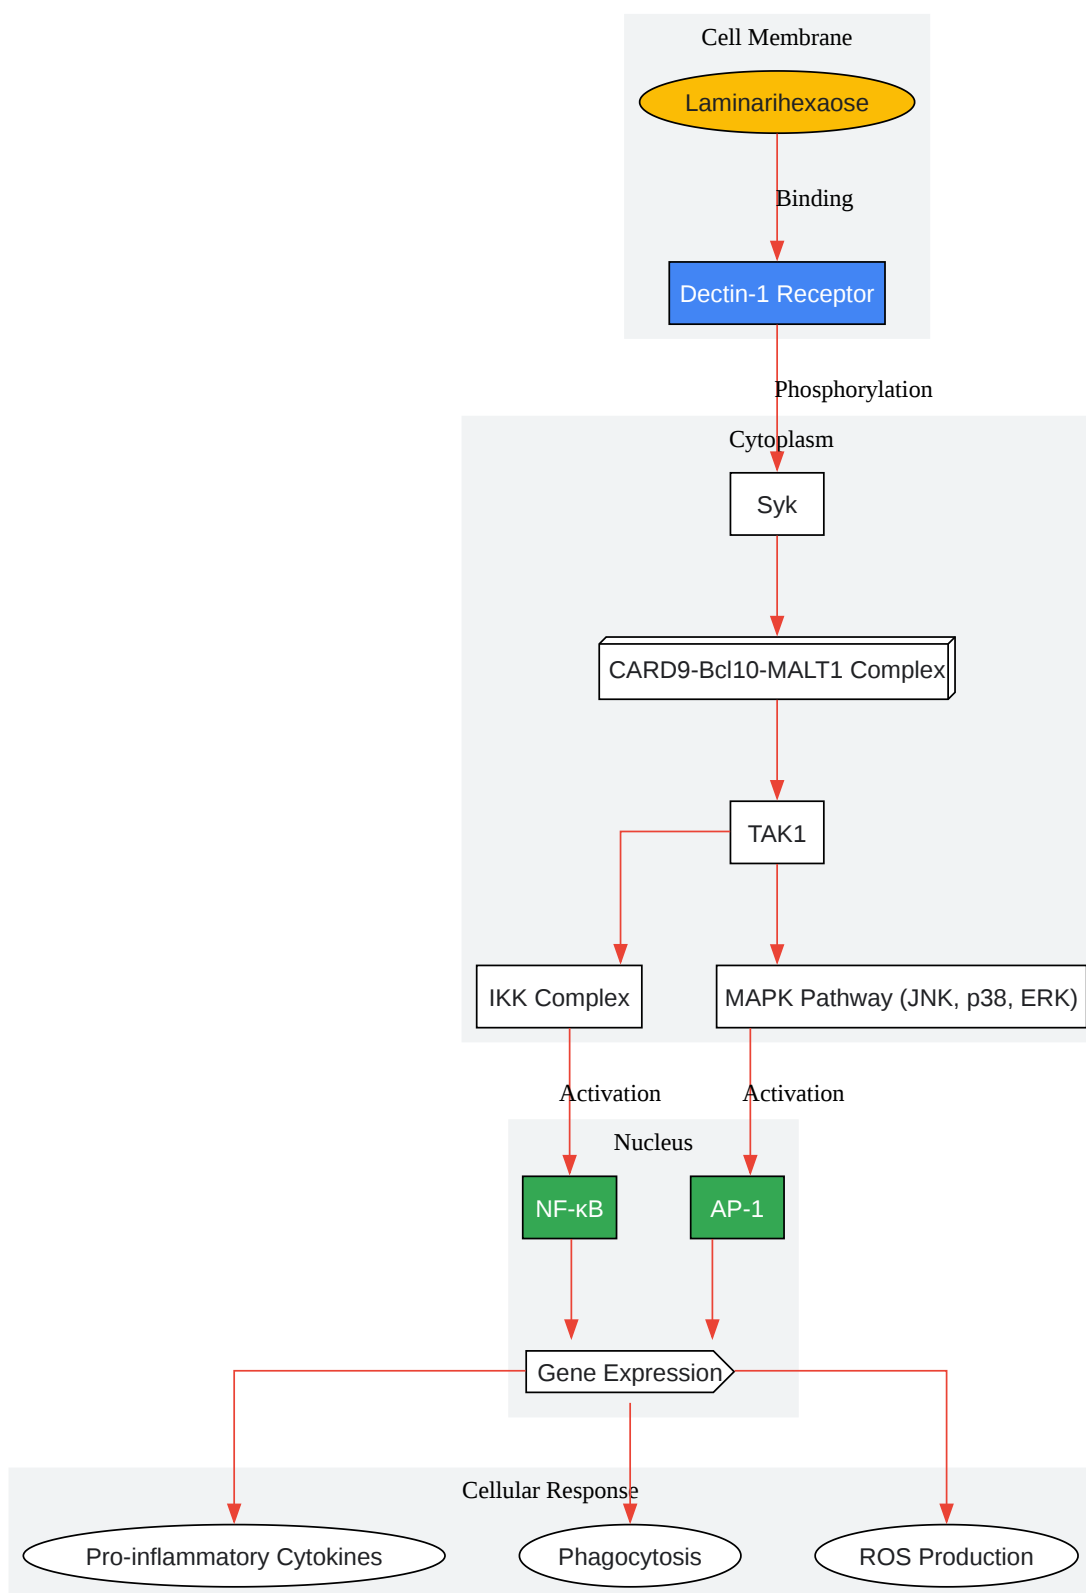 Cell Membrane
Laminarihexaose
Binding
Dectin-1 Receptor
Phosphorylation
Cytoplasm
Syk
CARD9-Bcl10-MALT1 Complex
TAK1
IKK Complex
MAPK Pathway (JNK, p38, ERK)
Activation
Activation
Nucleus
NF-κB
AP-1
Gene Expression
Cellular Response
Pro-inflammatory Cytokines
Phagocytosis
ROS Production